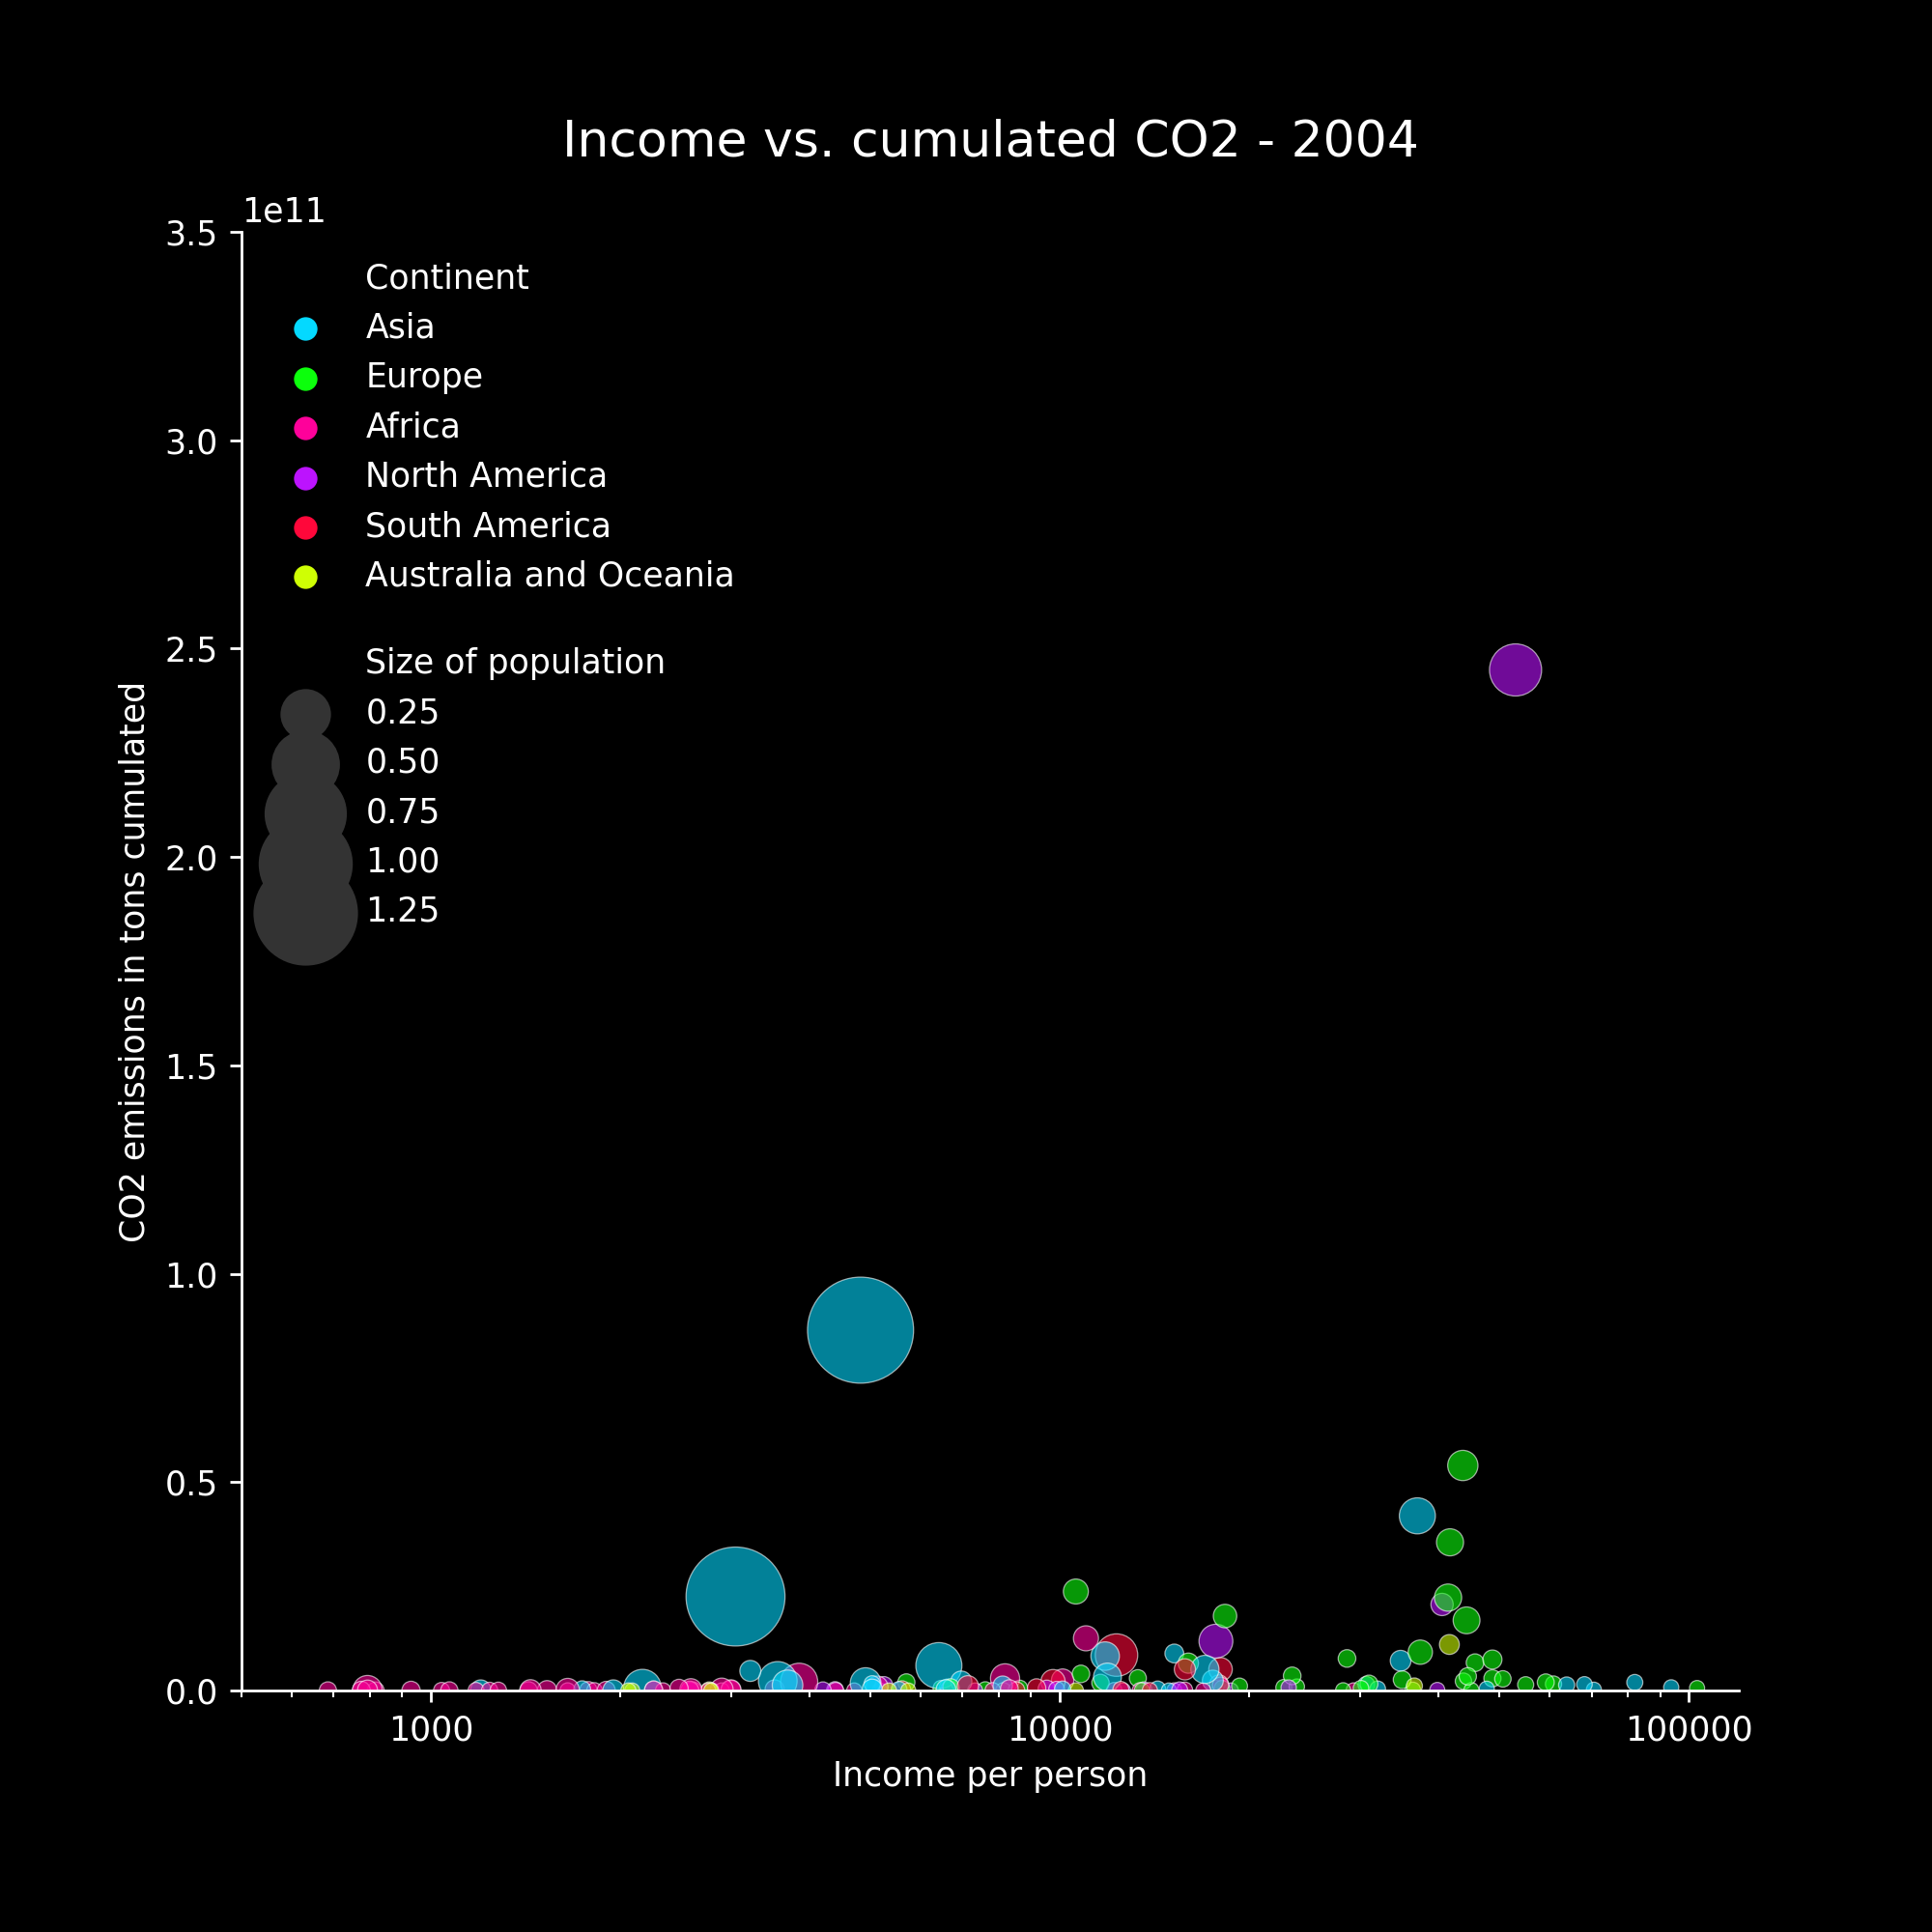 Income vs. cumulated CO2 - 2004
1e11
3.5
3.0
2.5
2.0
1.5
1.0
0.5
0.0
CO2 emissions in tons cumulated
Continent
Asia
Europe
Africa
North America
South America
Australia and Oceania
Size of population
0.25
0.50
0.75
1.00
1.25
1000 10000 100000
Income per person